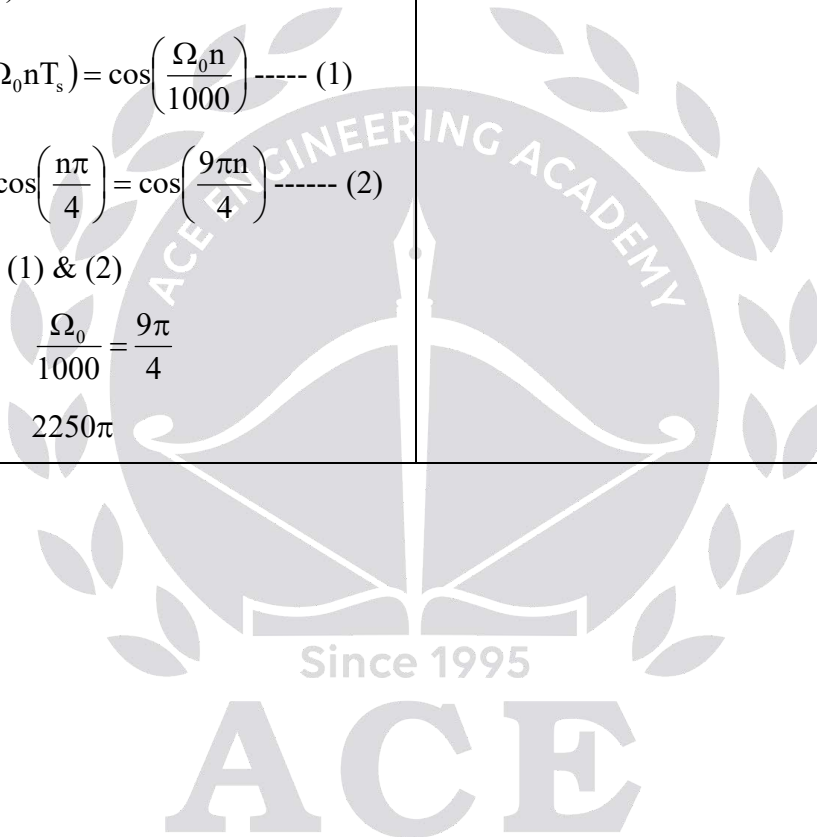 Ω₀nTₛ) = cos(Ω₀n/1000) ----- (1)
cos(nπ/4) = cos(9πn/4) ------ (2)
(1) & (2)
Ω₀/1000 = 9π/4
2250π
ACE ENGINEERING ACADEMY
Since 1995
ACE